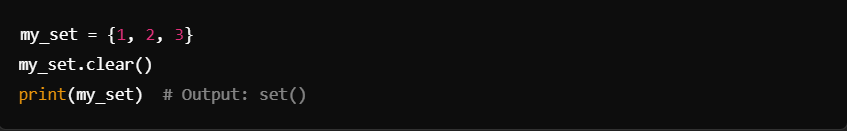 my_set = {1, 2, 3}
my_set.clear()
print(my_set)  # Output: set()